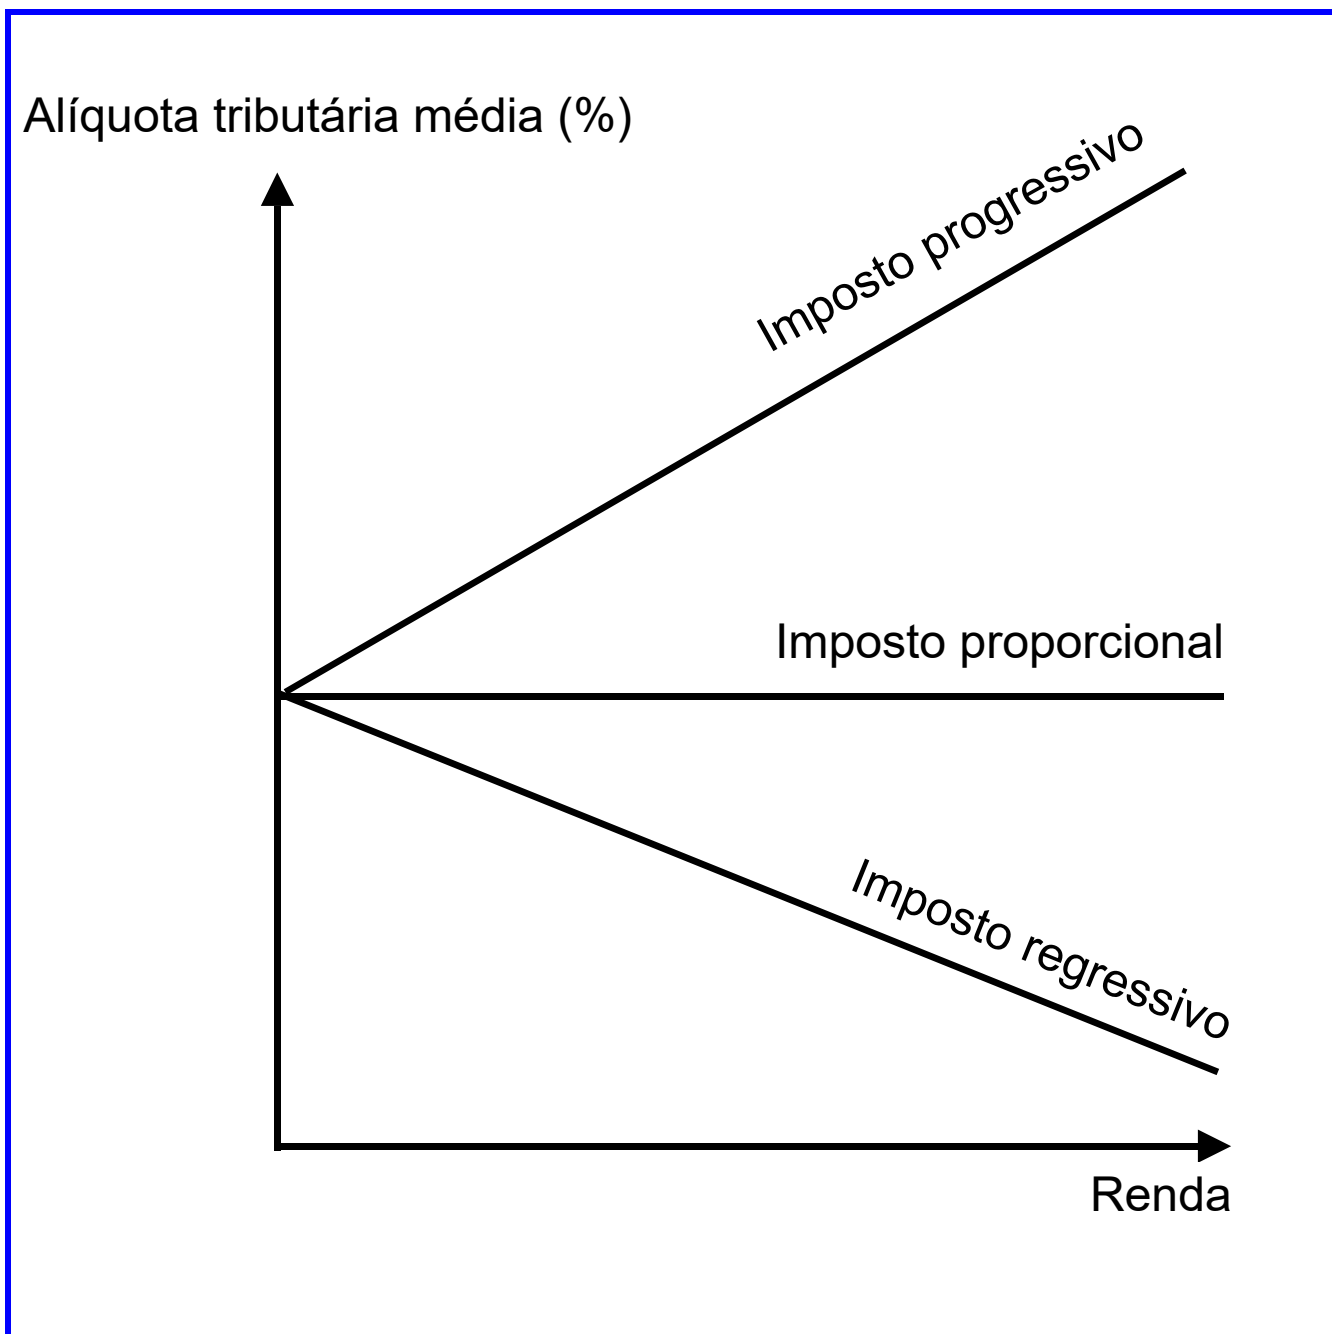 Alíquota tributária média (%)
Imposto progressivo
Imposto proporcional
Imposto regressivo
Renda